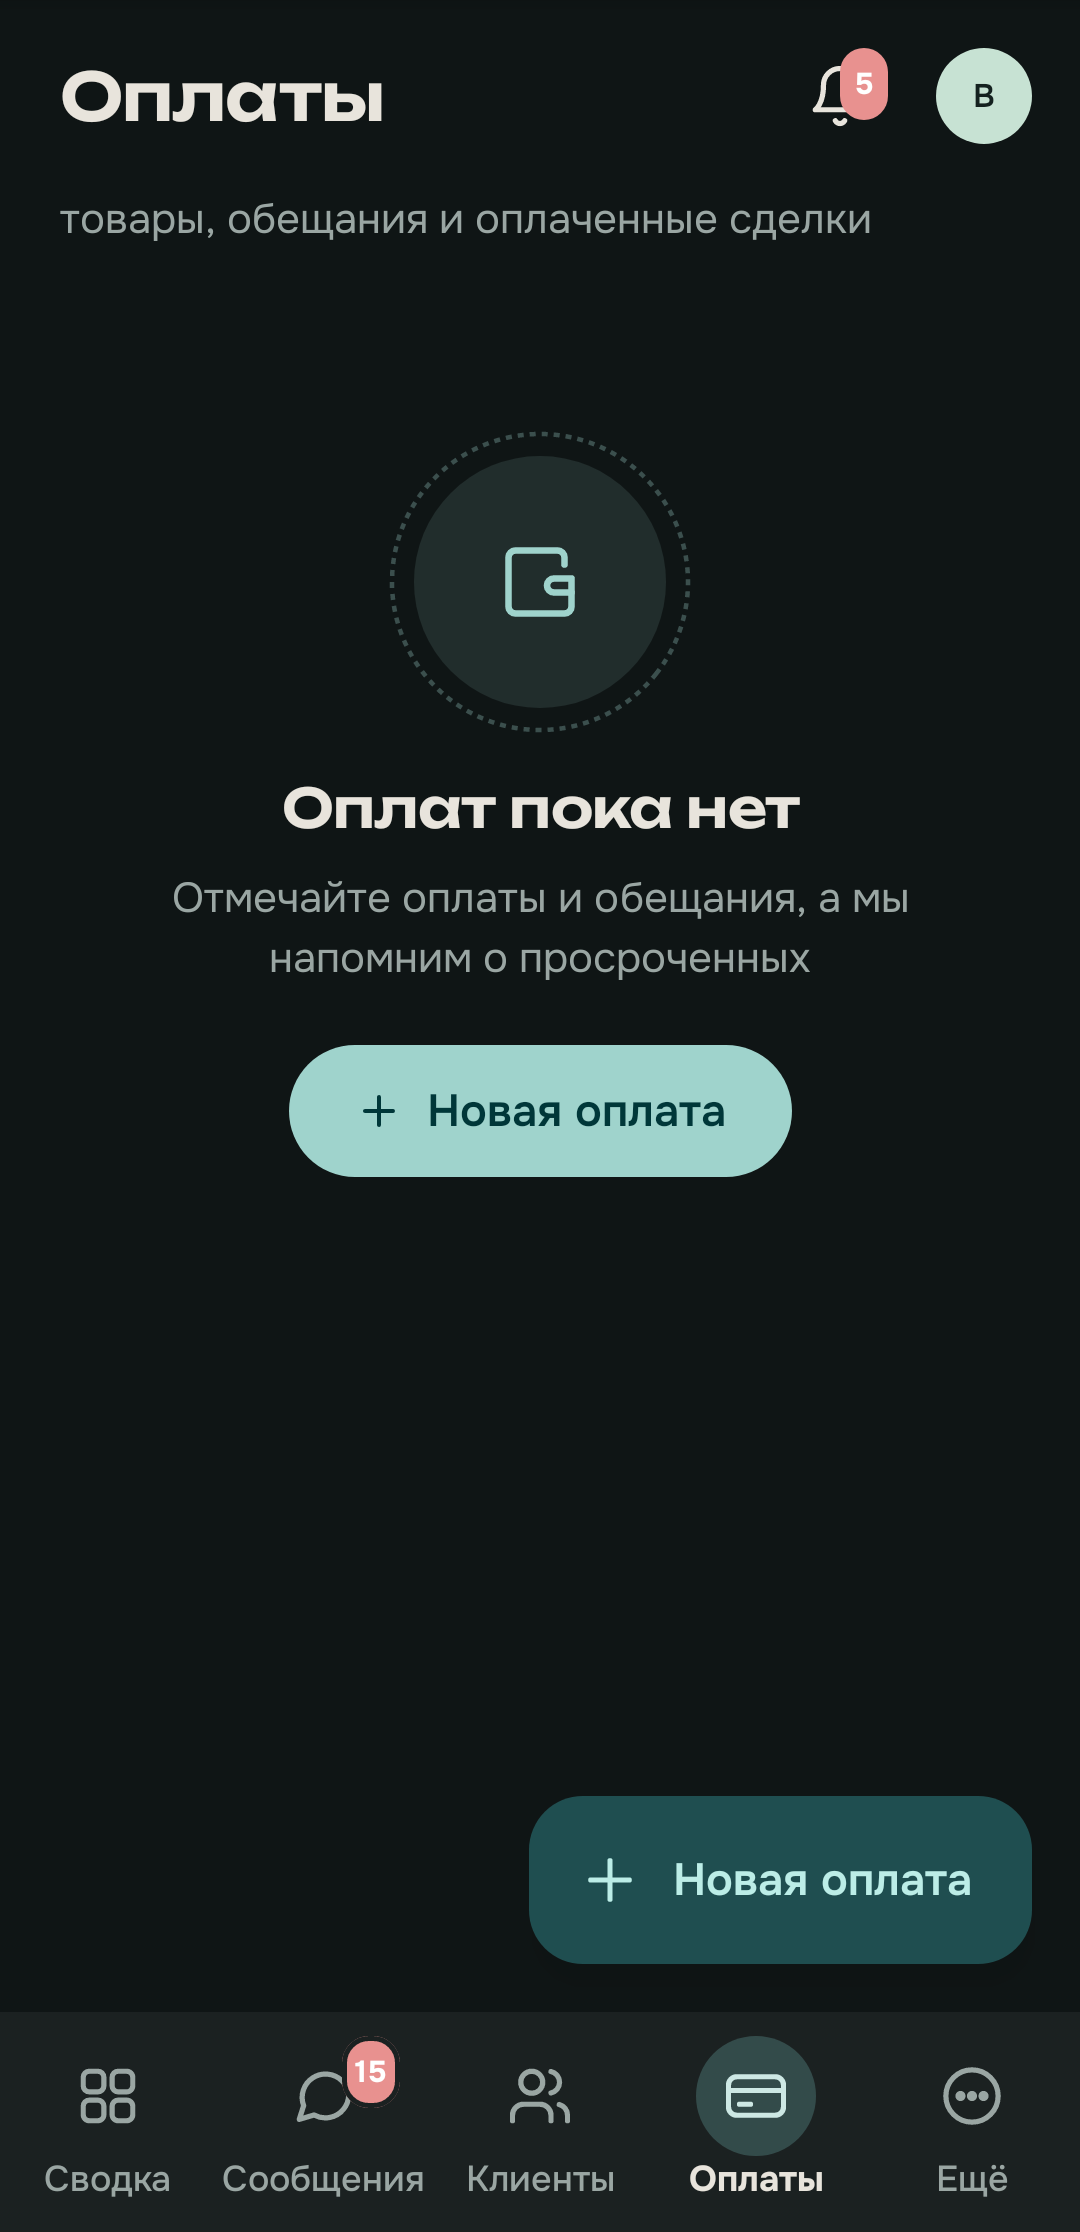 Оплаты
5
B
товары, обещания и оплаченные сделки
Оплат пока нет
Отмечайте оплаты и обещания, а мы
напомним о просроченных
+ Новая оплата
+ Новая оплата
15
Сводка
Сообщения
Клиенты
Оплаты
Ещё